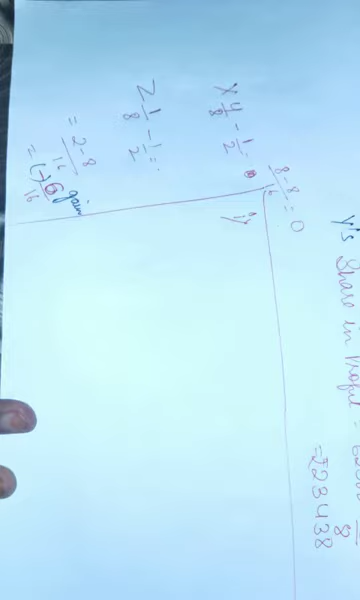 Y's Share in Profit =
8
= ₹23438
X 4/8 - 1/2 = 8-8/16 = 0
Z 1/8 - 1/2 =
= 2-8/16
= (-) 6/16 gain